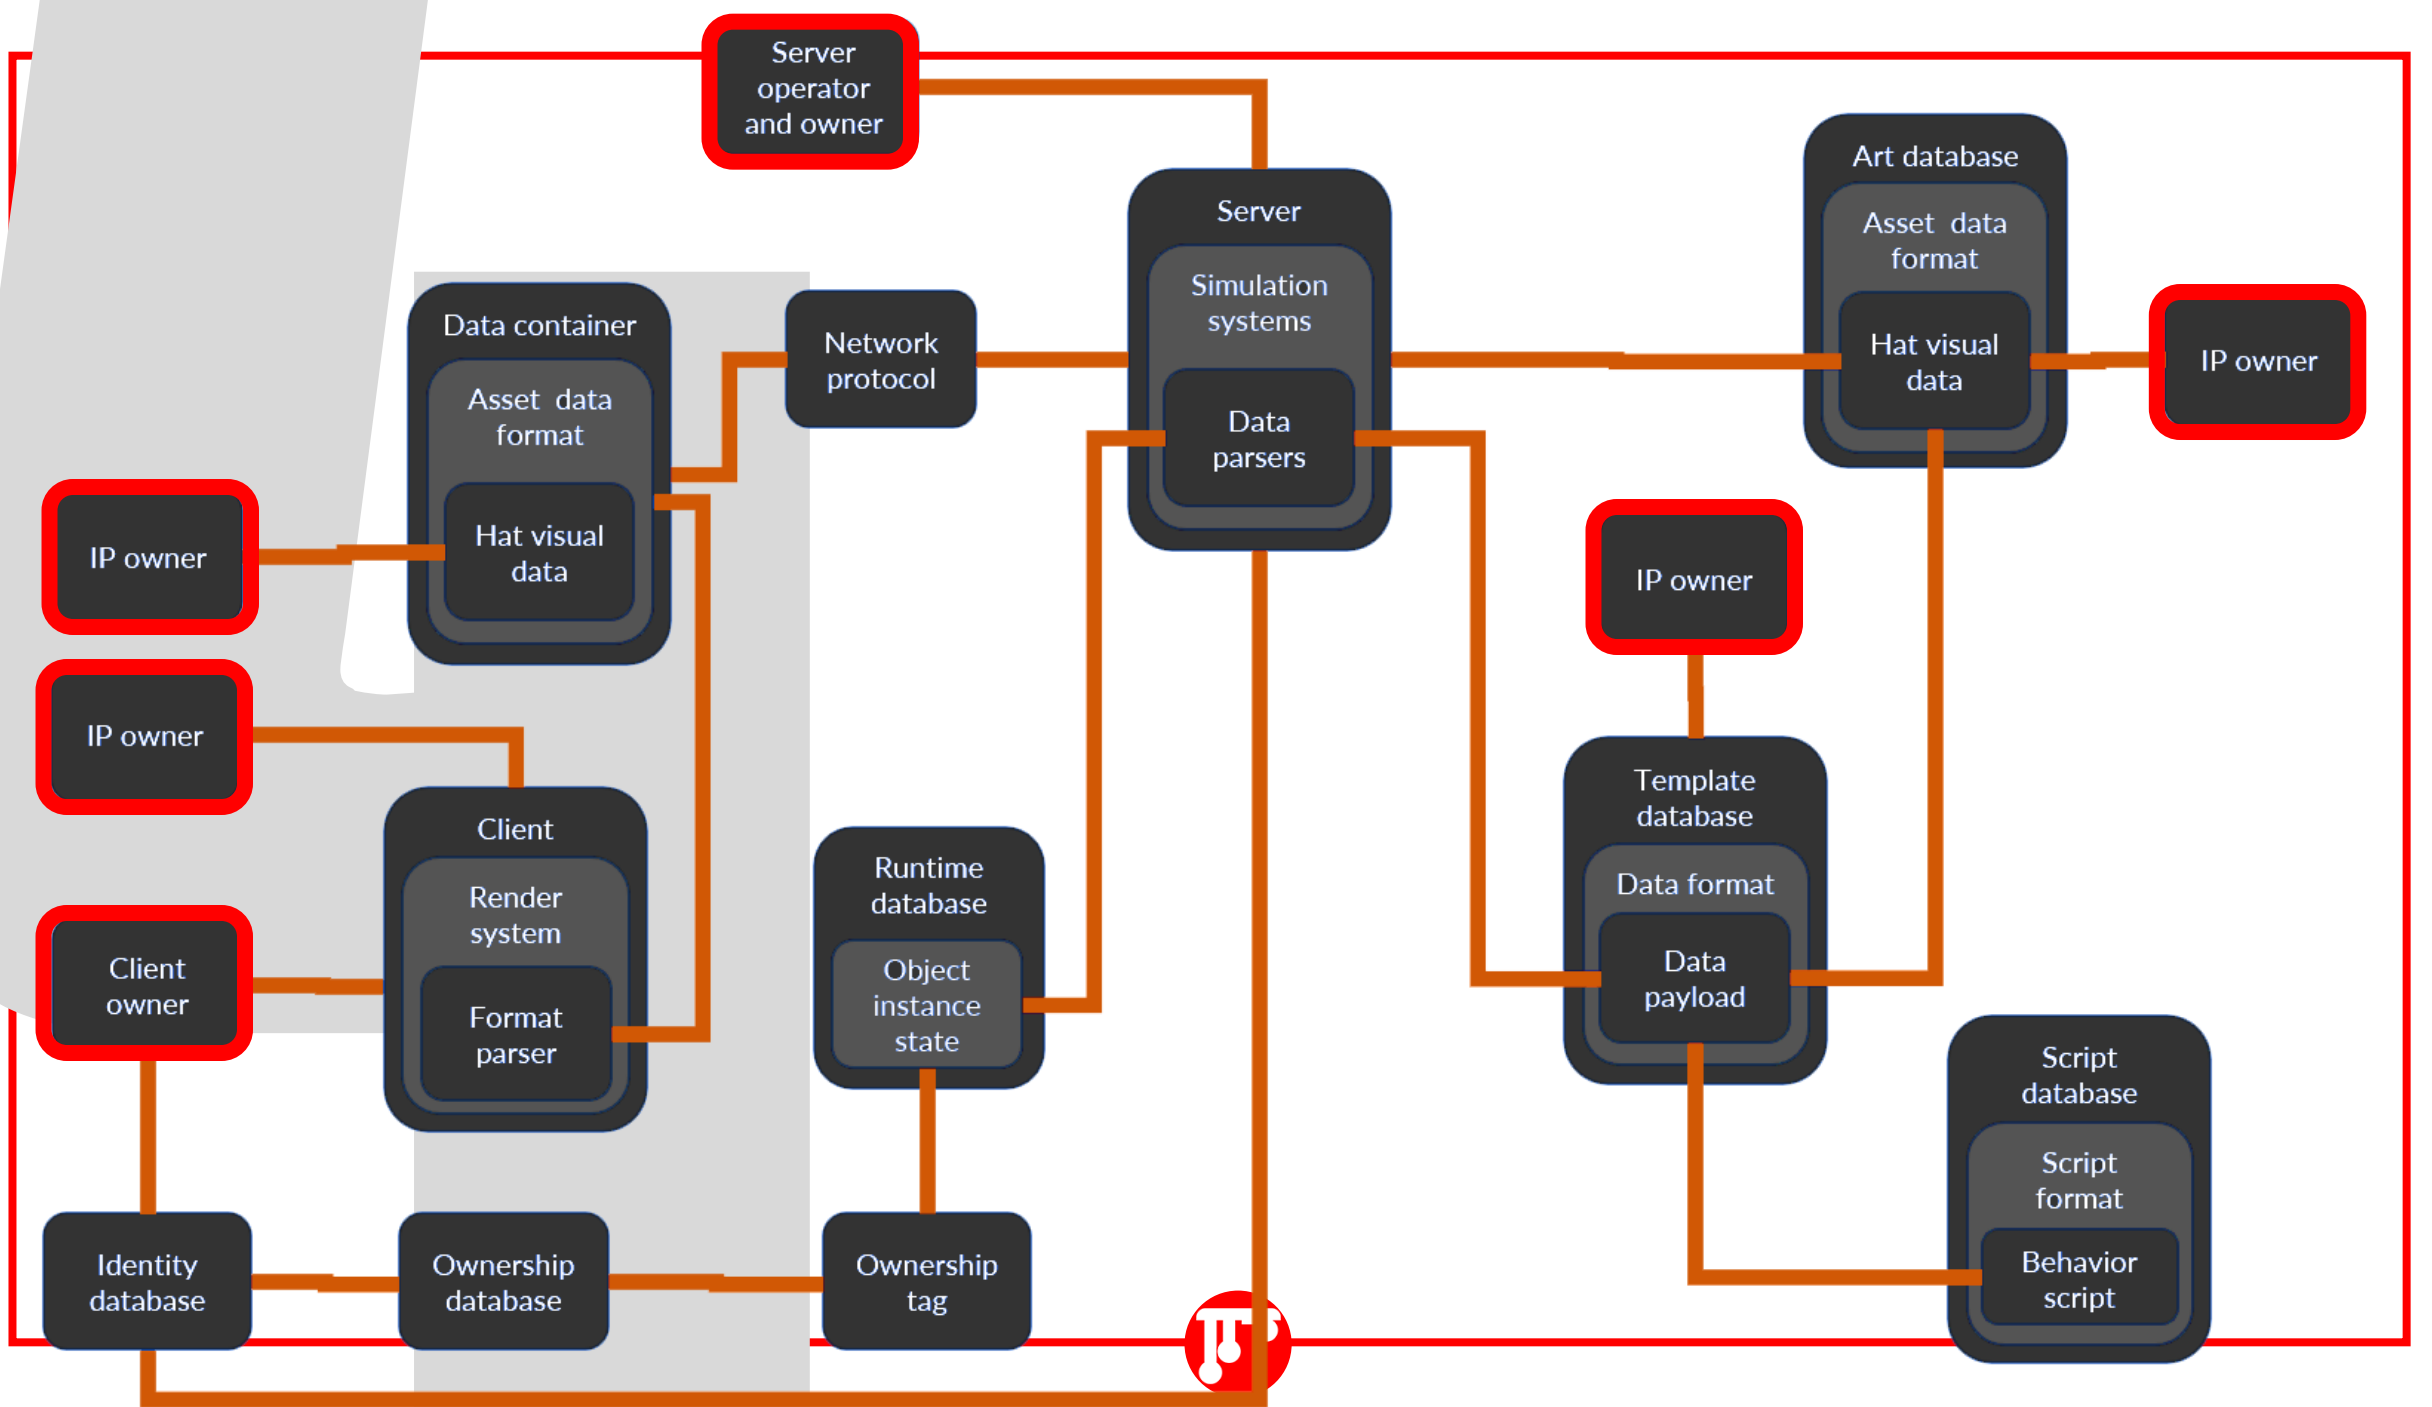 Server
operator
and owner
Art database
Asset data
format
Hat visual
data
IP owner
Server
Simulation
systems
Data
parsers
Data container
Asset data
format
Hat visual
data
Network
protocol
IP owner
IP owner
IP owner
Template
database
Data format
Data
payload
Client
Render
system
Format
parser
Runtime
database
Object
instance
state
Client
owner
Script
database
Script
format
Behavior
script
Identity
database
Ownership
database
Ownership
tag